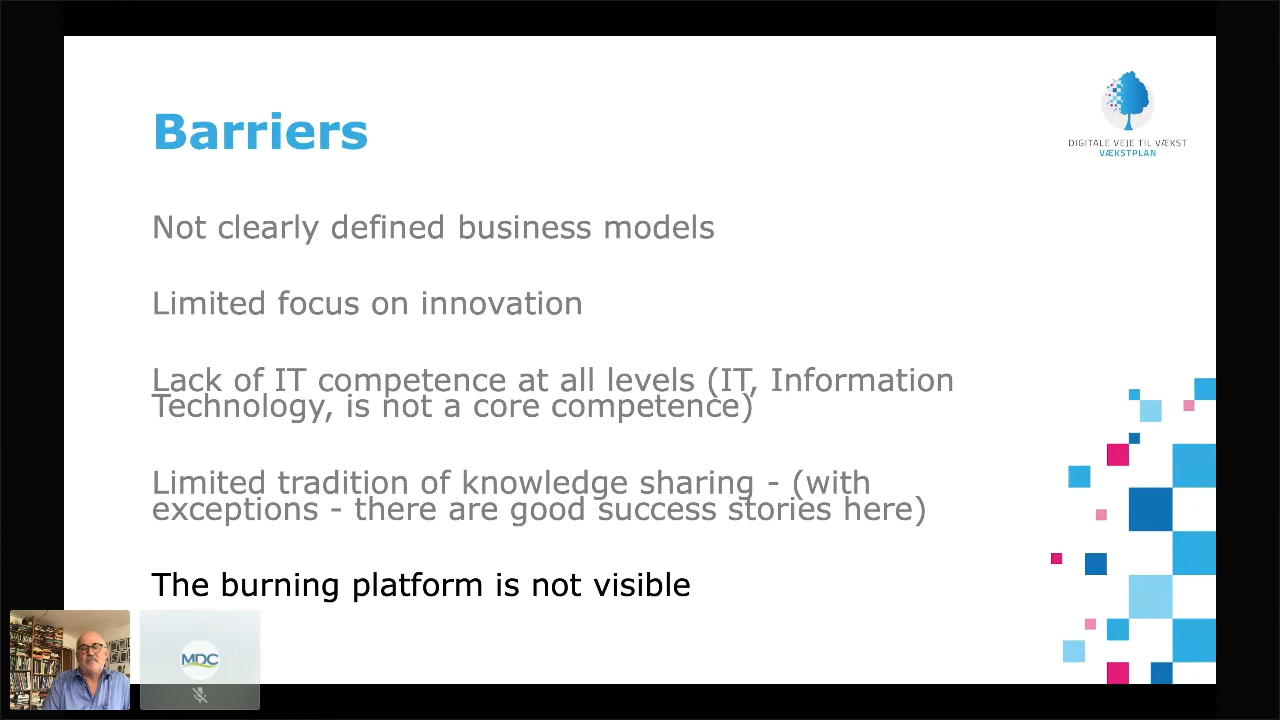 Barriers
DIGITALE VEJE TIL VÆKST
VÆKSTPLAN
Not clearly defined business models
Limited focus on innovation
Lack of IT competence at all levels (IT, Information
Technology, is not a core competence)
Limited tradition of knowledge sharing - (with
exceptions - there are good success stories here)
The burning platform is not visible
MDC